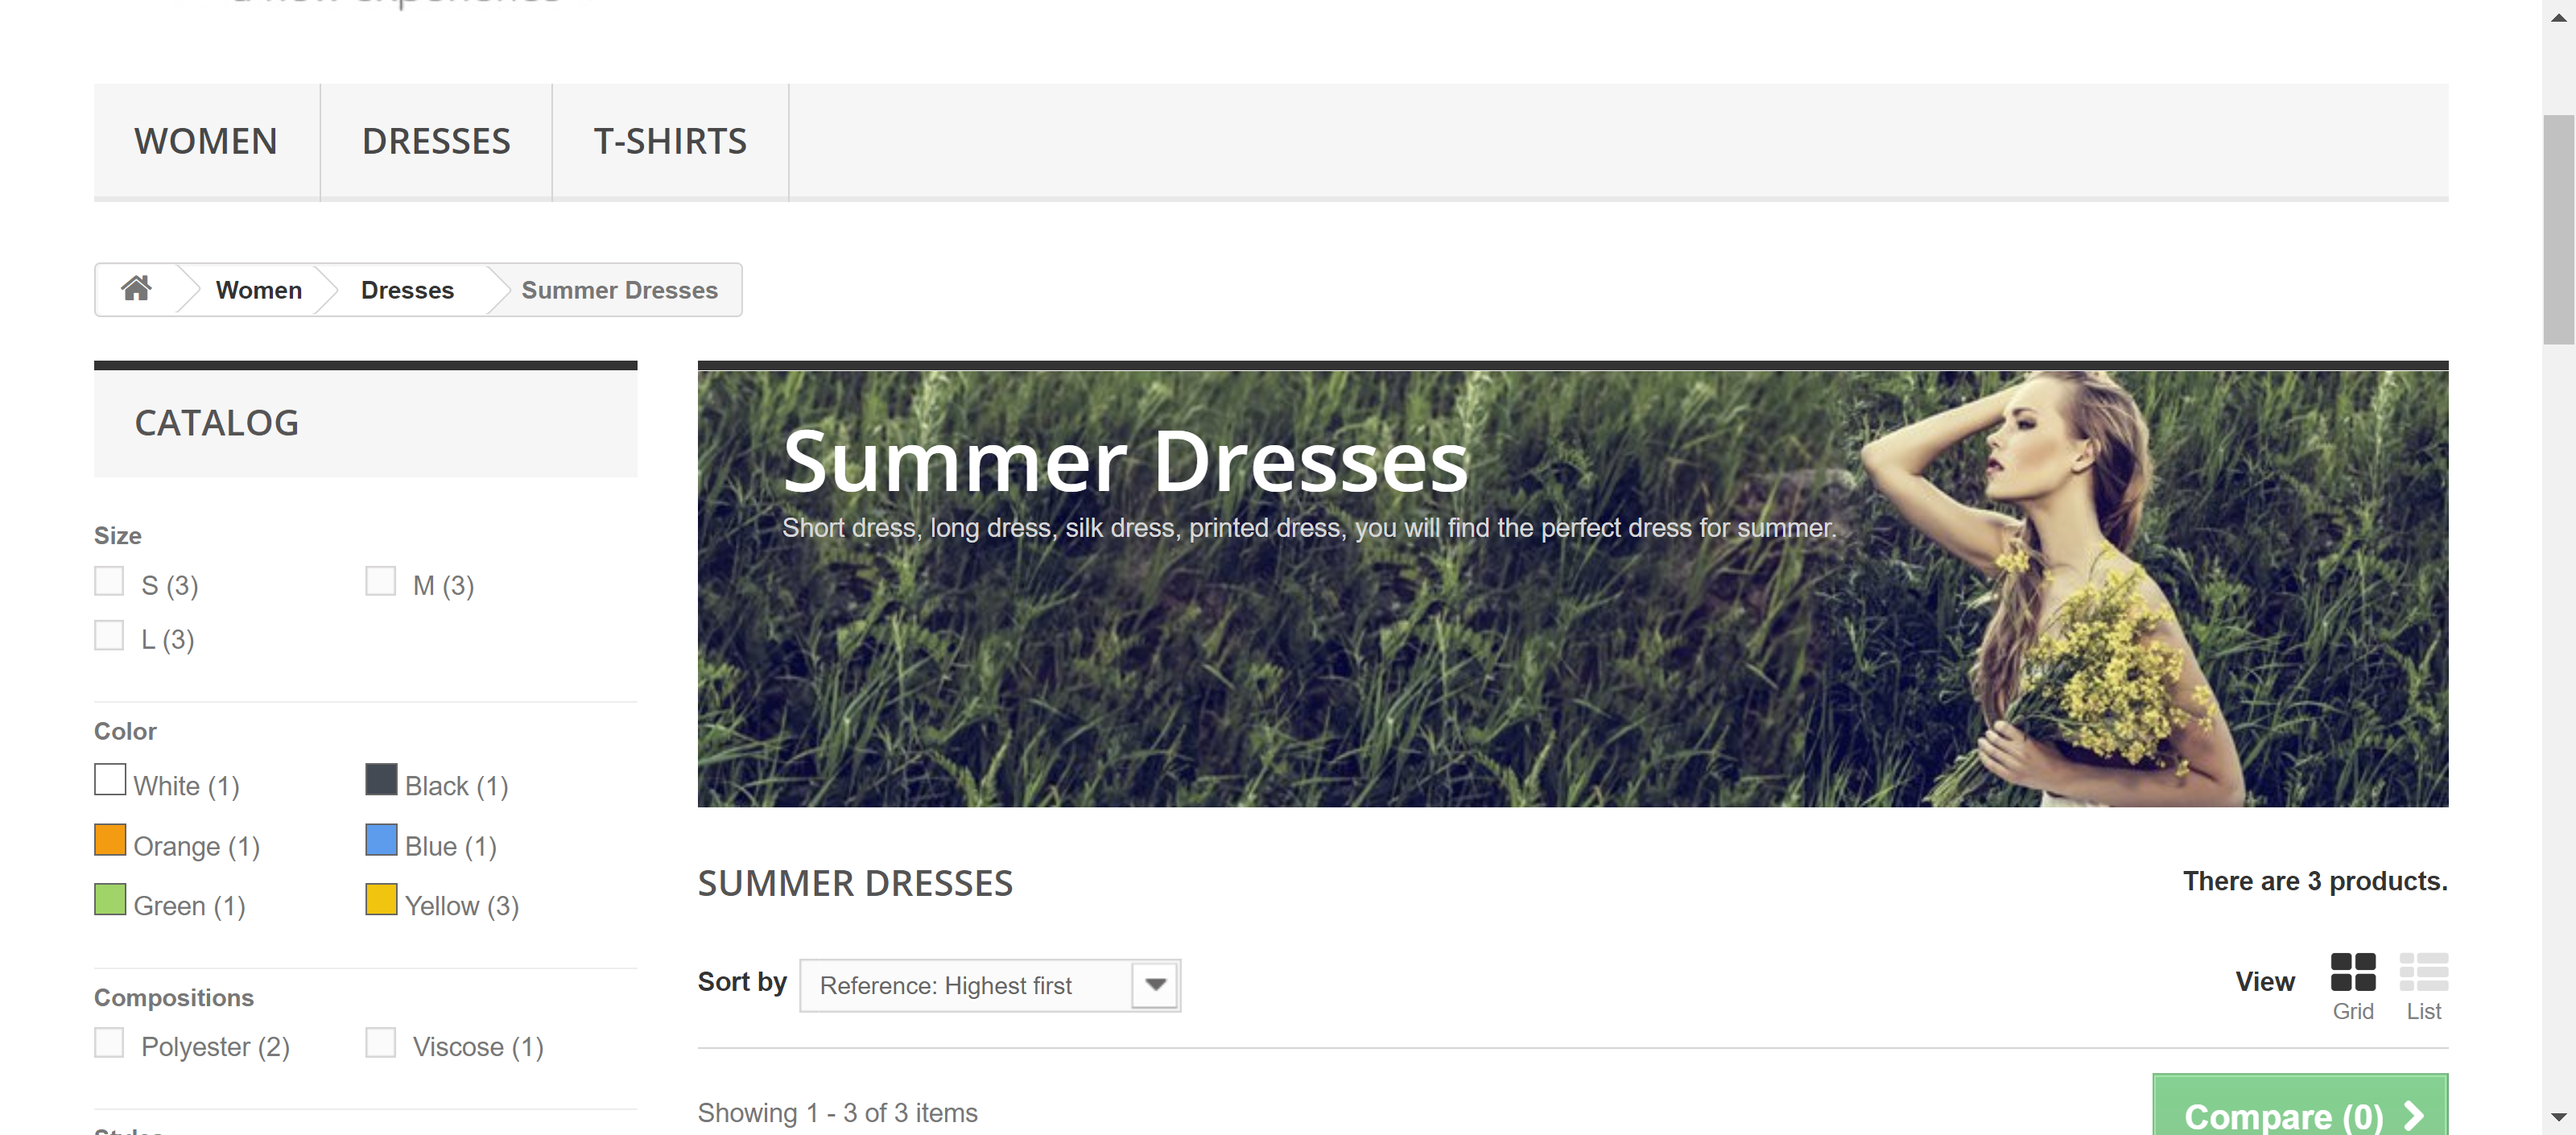 WOMEN DRESSES T-SHIRTS
Women Dresses Summer Dresses
CATALOG
Size
S (3) M (3)
L (3)
Color
White (1) Black (1)
Orange (1) Blue (1)
Green (1) Yellow (3)
Compositions
Polyester (2) Viscose (1)
Summer Dresses
Short dress, long dress, silk dress, printed dress, you will find the perfect dress for summer.
SUMMER DRESSES
There are 3 products.
Sort by Reference: Highest first
View
Grid List
Showing 1 - 3 of 3 items
Compare (0)